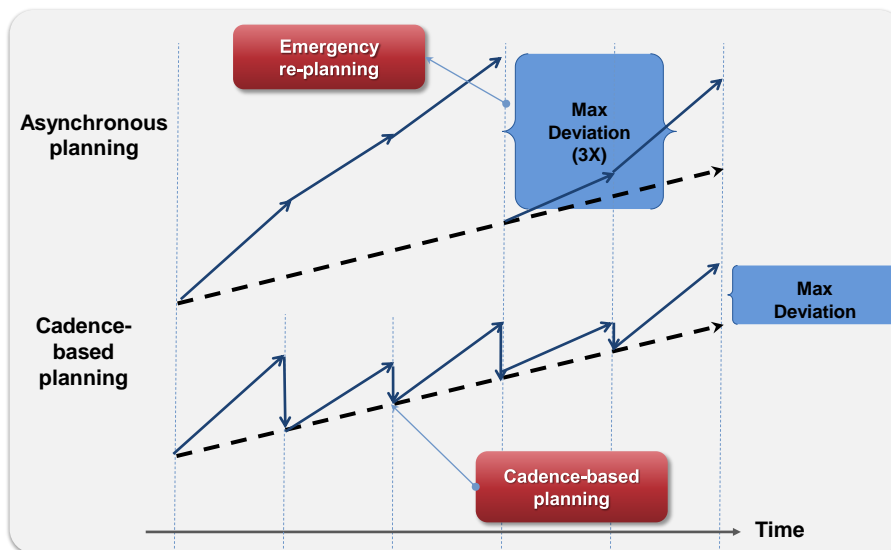 Emergency
re-planning
Asynchronous
planning
Max
Deviation
(3X)
Cadence-
based
planning
Max
Deviation
Cadence-based
planning
Time